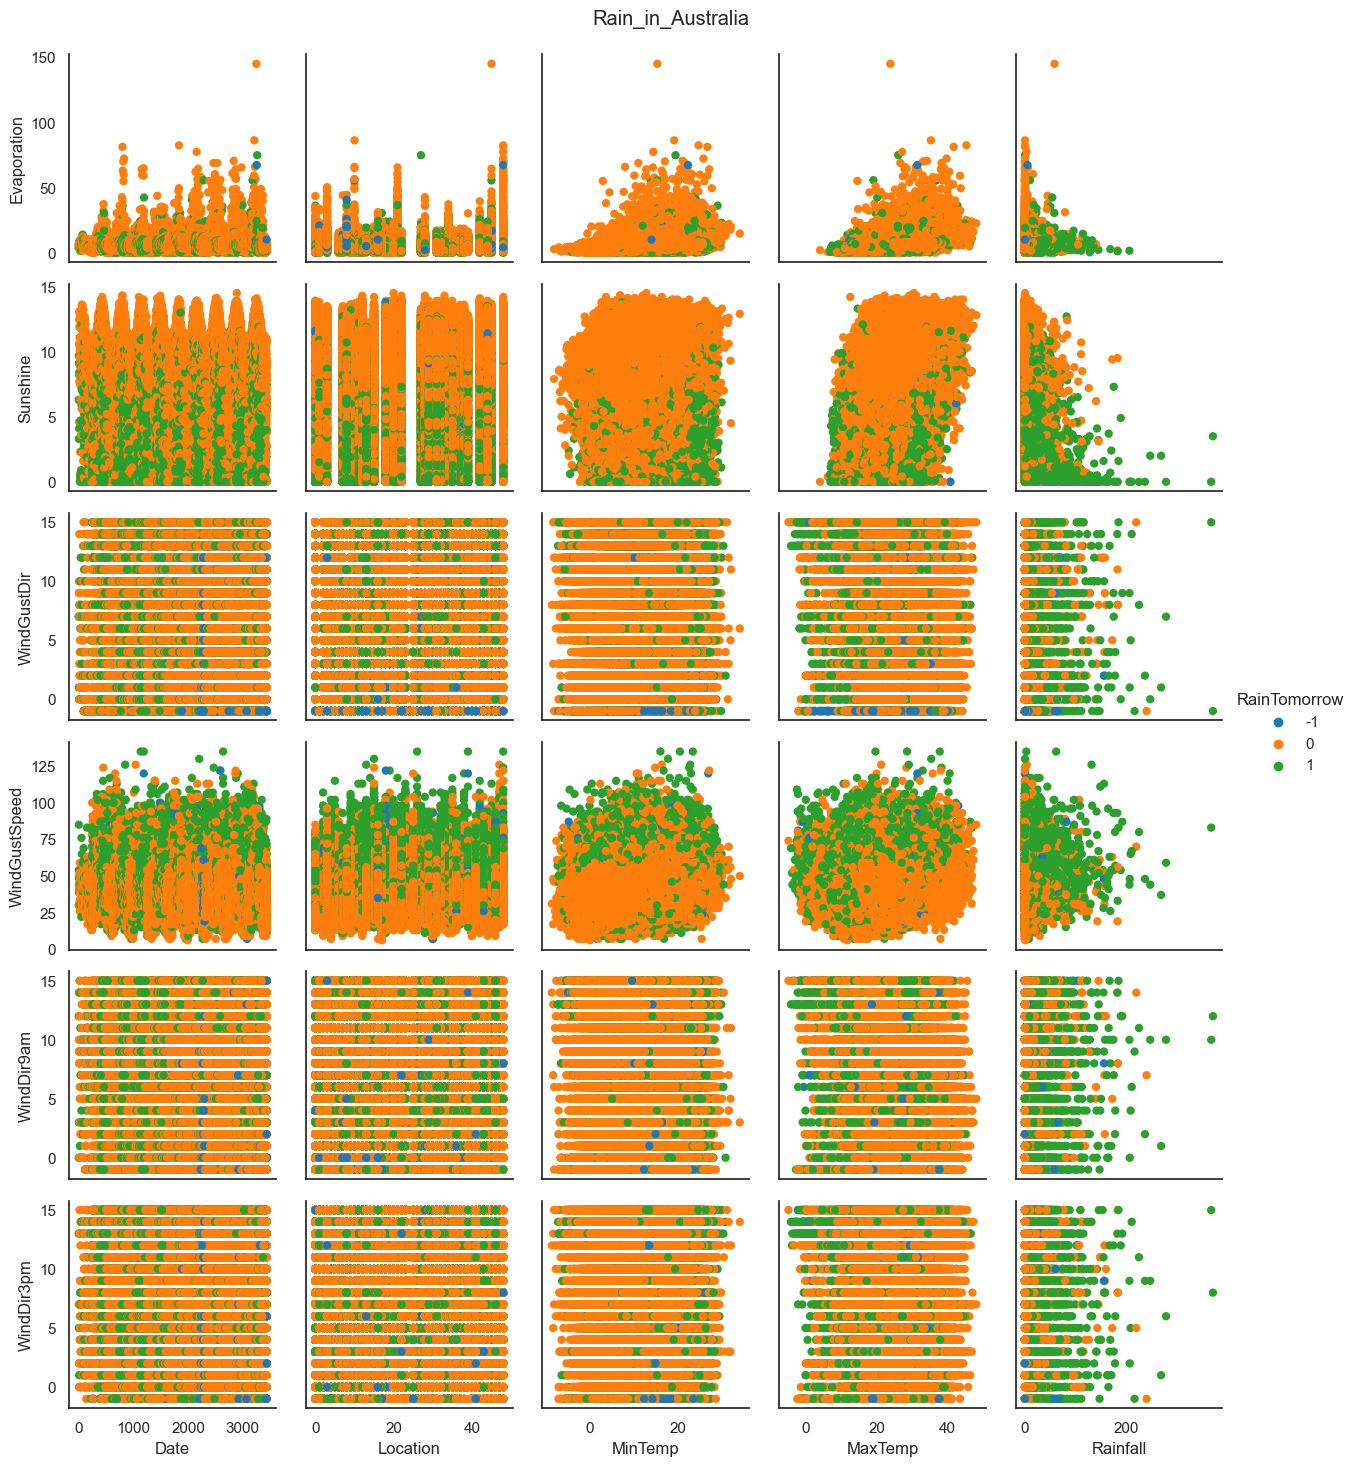 Rain_in_Australia
150
100
50
0
Evaporation
15
10
5
0
Sunshine
15
10
5
0
WindGustDir
RainTomorrow
-1
0
1
125
100
75
50
25
0
WindGustSpeed
15
10
5
0
WindDir9am
15
10
5
0
WindDir3pm
0 1000 2000 3000
0 20 40
0 20
0 20 40
0 200
Date
Location
MinTemp
MaxTemp
Rainfall